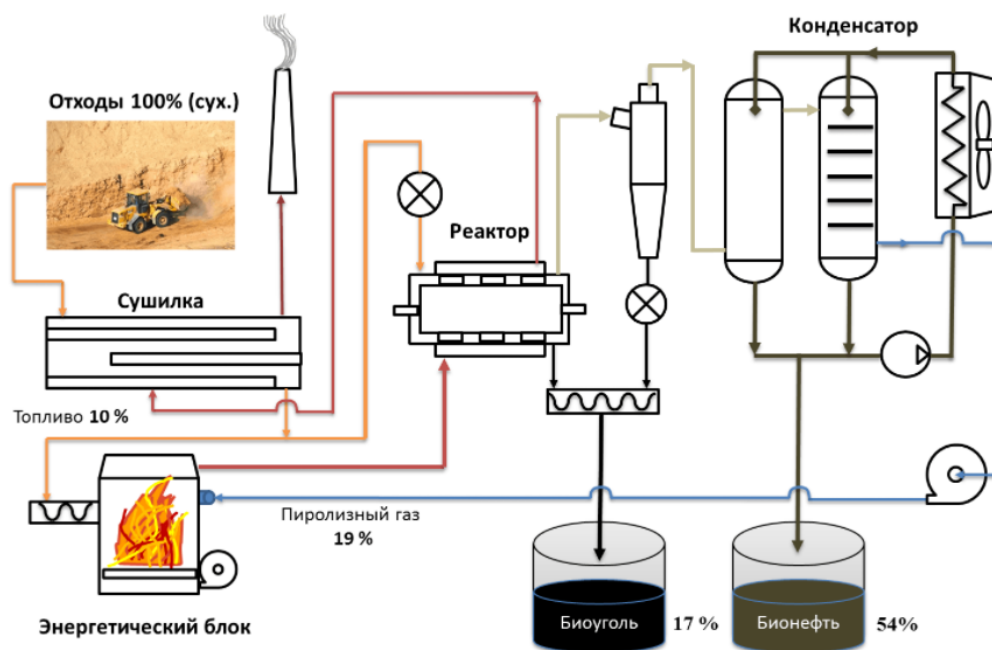 Конденсатор
Отходы 100% (сух.)
Реактор
Сушилка
Топливо 10 %
Пиролизный газ
19 %
Энергетический блок
Биоуголь
17 %
Бионефть
54%